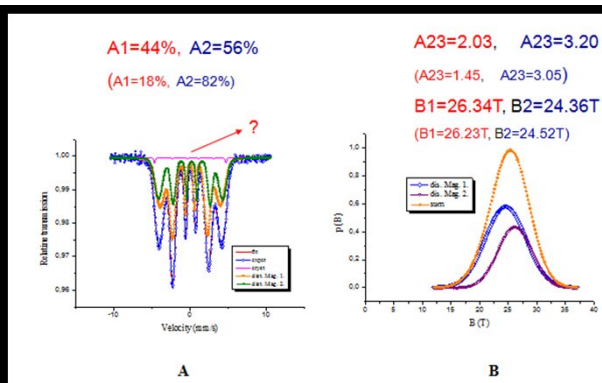 A1=44%, A2=56%
(A1=18%, A2=82%)
?
1,00
0,99
0,98
0,97
0,96
Relative transmission
fit
exper
cryst
dist. Mag. 1.
dist. Mag. 2.
-10
0
10
Velocity (mm/s)
A
A23=2.03, A23=3.20
(A23=1.45, A23=3.05)
B1=26.34T, B2=24.36T
(B1=26.23T, B2=24.52T)
1,0
0,8
0,6
0,4
0,2
0,0
p(B)
dis. Mag. 1.
dis. Mag. 2.
sum
0
5
10
15
20
25
30
35
40
B (T)
B